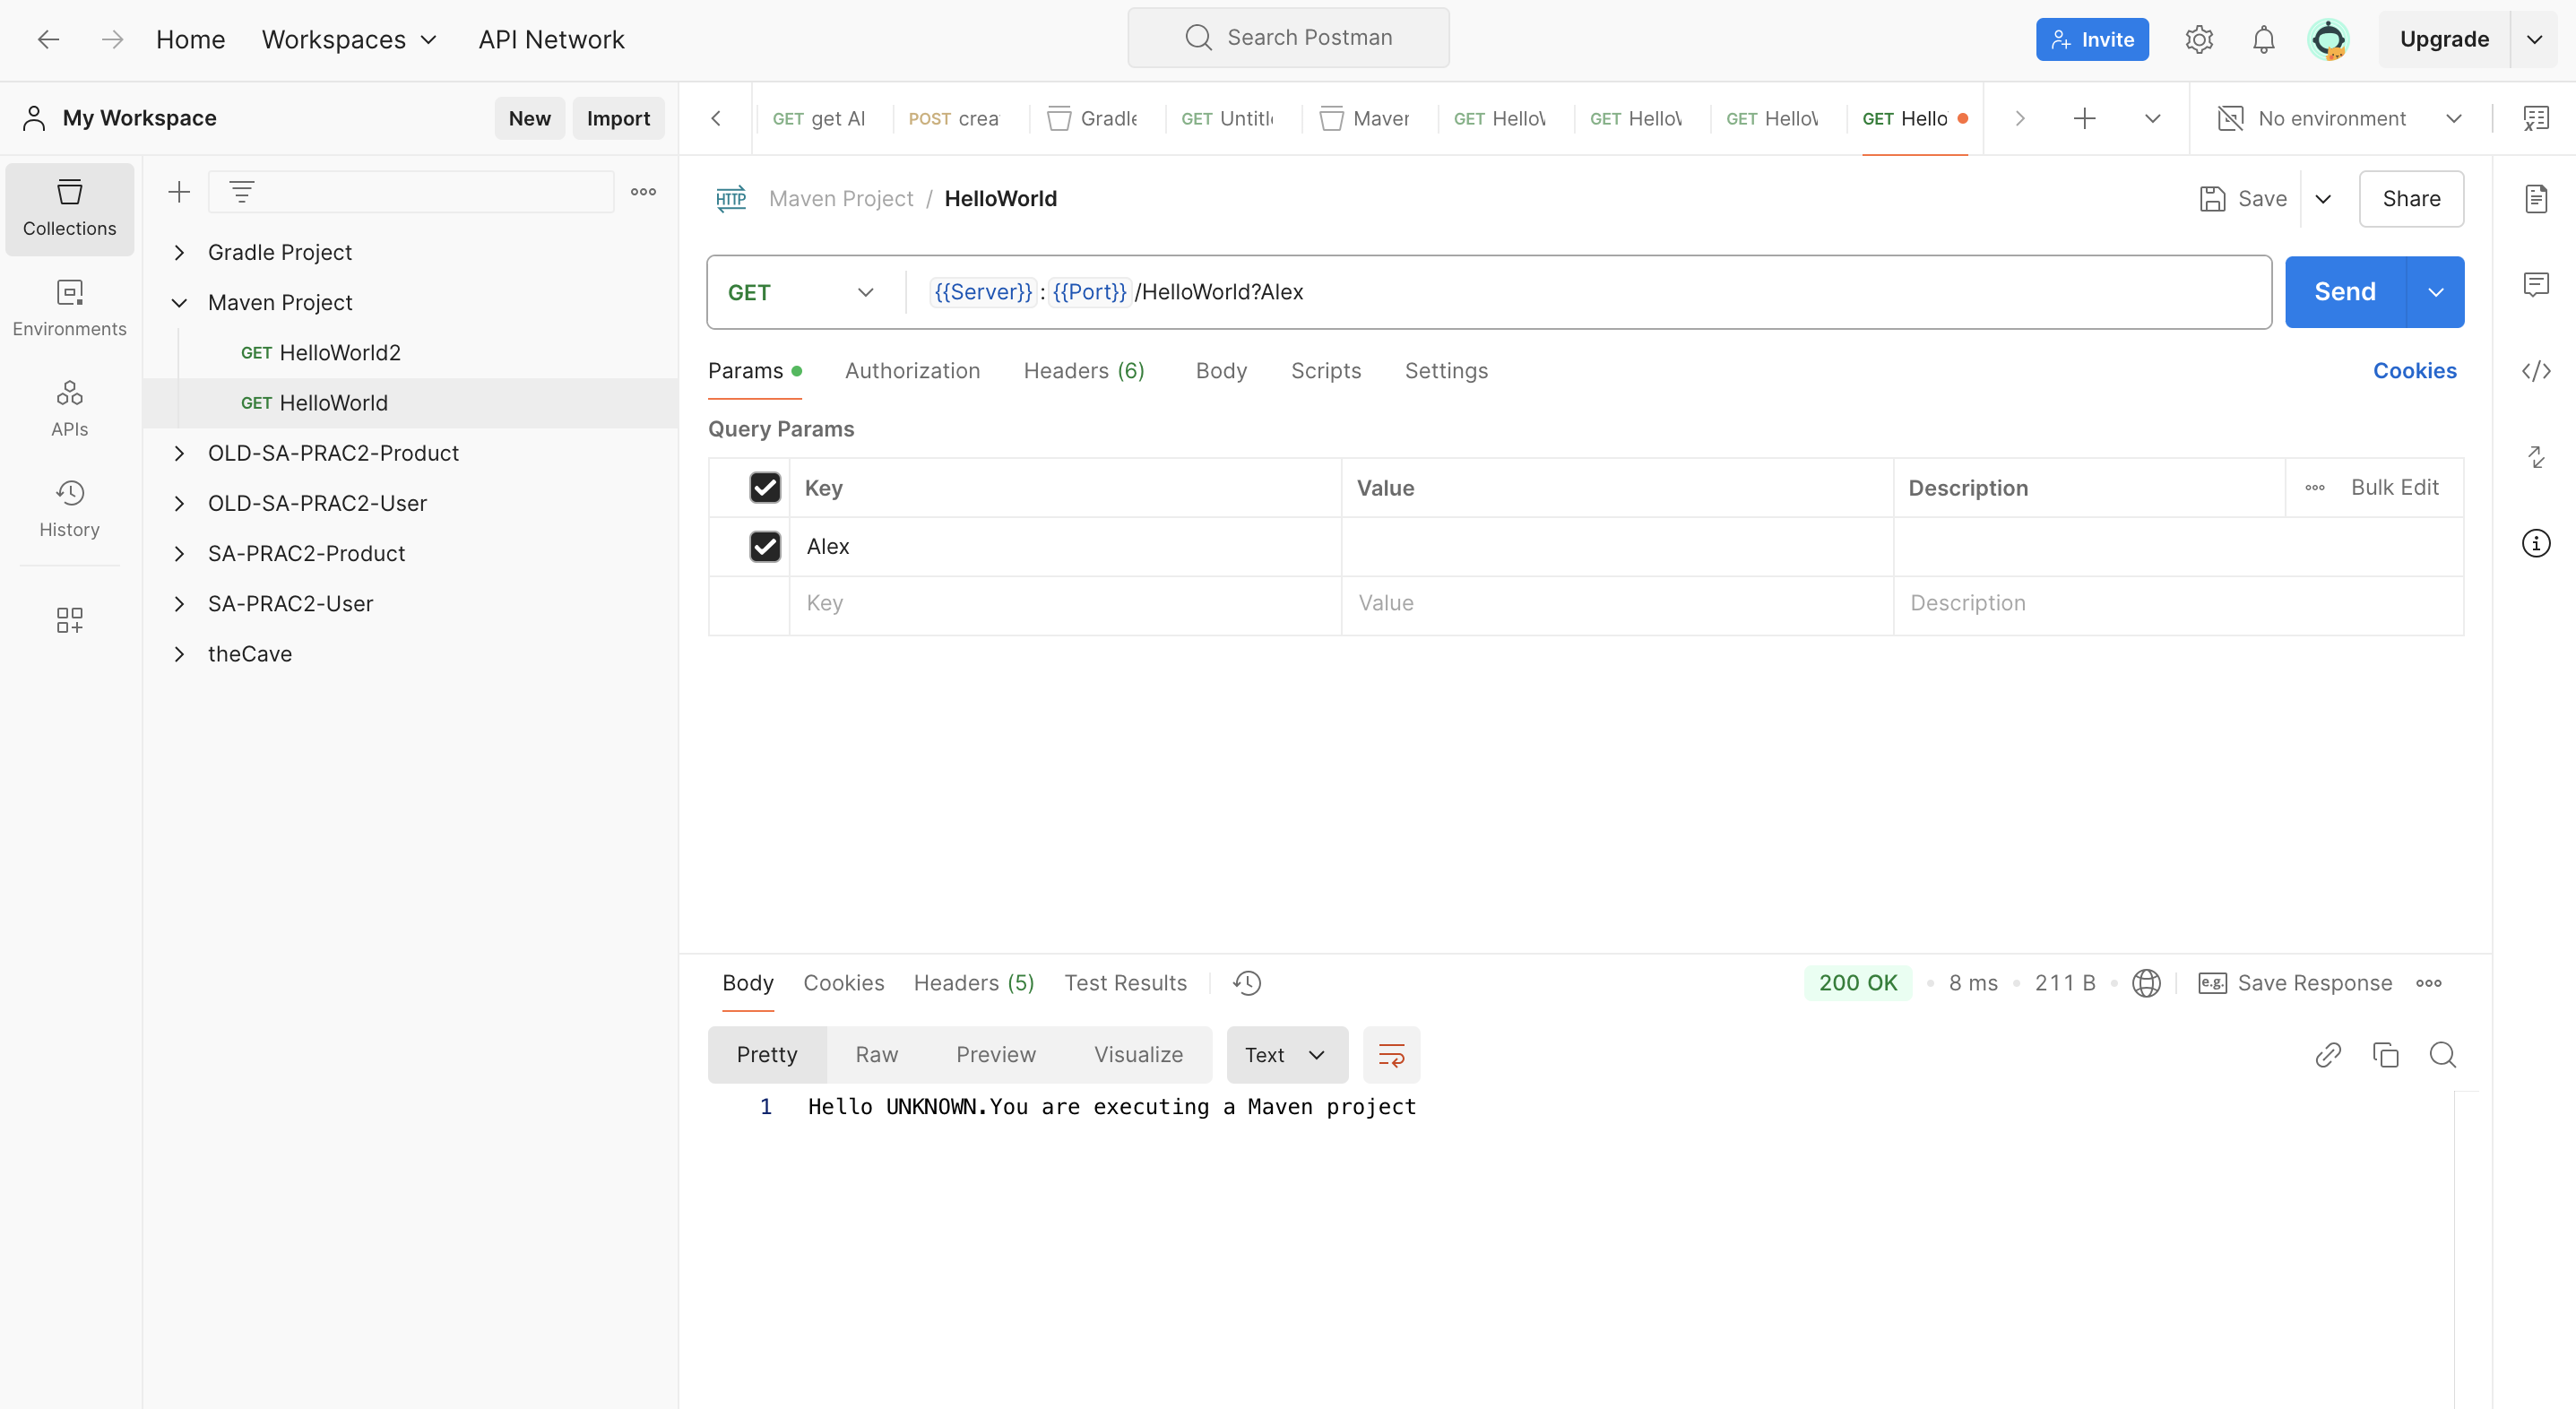 Home Workspaces API Network Search Postman Invite Upgrade
My Workspace New Import GET get Al POST crea Gradle Untitl Maver GET Hello GET Hello GET Hello GET Hello No environment
Collections
Environments
APIs
History
Gradle Project
Maven Project
GET HelloWorld2
GET HelloWorld
OLD-SA-PRAC2-Product
OLD-SA-PRAC2-User
SA-PRAC2-Product
SA-PRAC2-User
theCave
HTTP Maven Project / HelloWorld Save Share
GET {{Server}}:{{Port}}/HelloWorld?Alex Send
Params Authorization Headers (6) Body Scripts Settings Cookies
Query Params
Key Value Description Bulk Edit
Alex
Key Value Description
Body Cookies Headers (5) Test Results 200 OK 8 ms 211 B e.g. Save Response
Pretty Raw Preview Visualize Text
1 Hello UNKNOWN.You are executing a Maven project